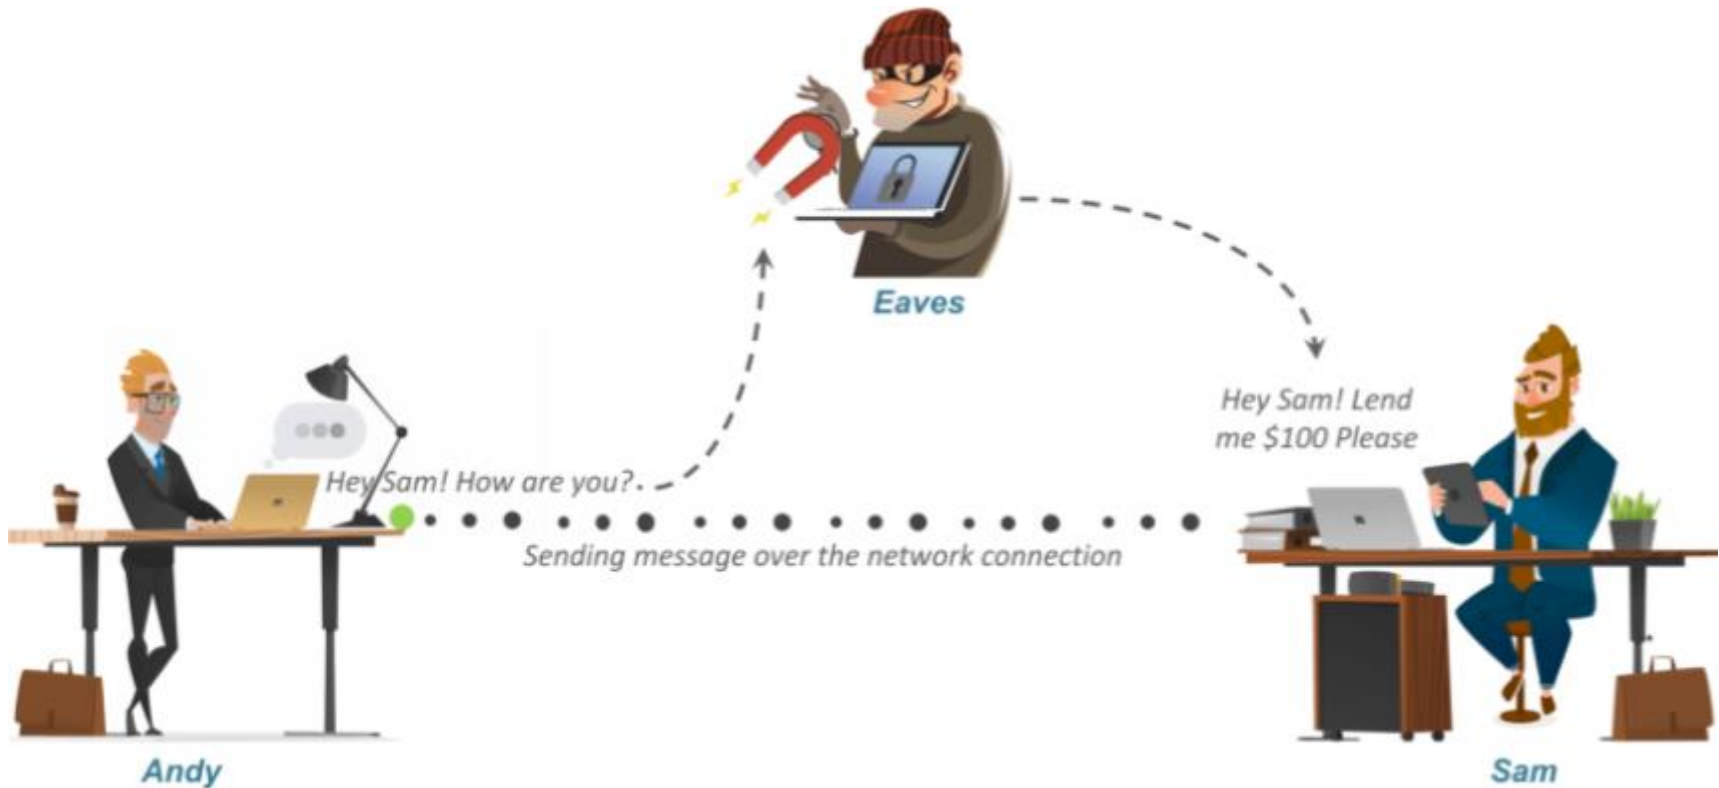 Eaves
Hey Sam! Lend
me $100 Please
Hey Sam! How are you?
Sending message over the network connection
Andy
Sam